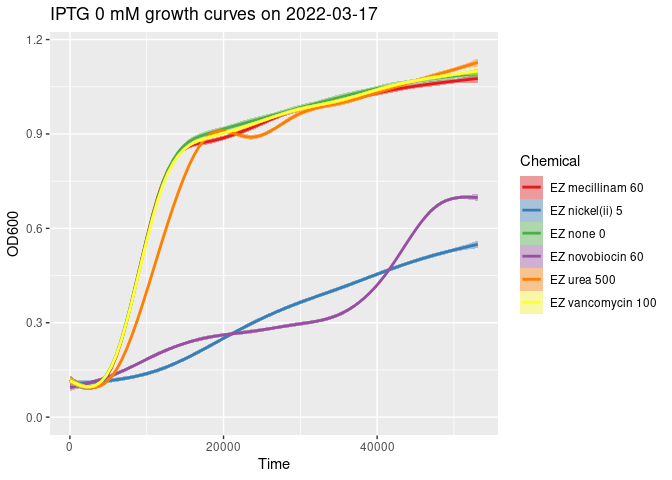 IPTG 0 mM growth curves on 2022-03-17
1.2
0.9
0.6
0.3
0.0
OD600
0
20000
40000
Time
Chemical
EZ mecillinam 60
EZ nickel(ii) 5
EZ none 0
EZ novobiocin 60
EZ urea 500
EZ vancomycin 100